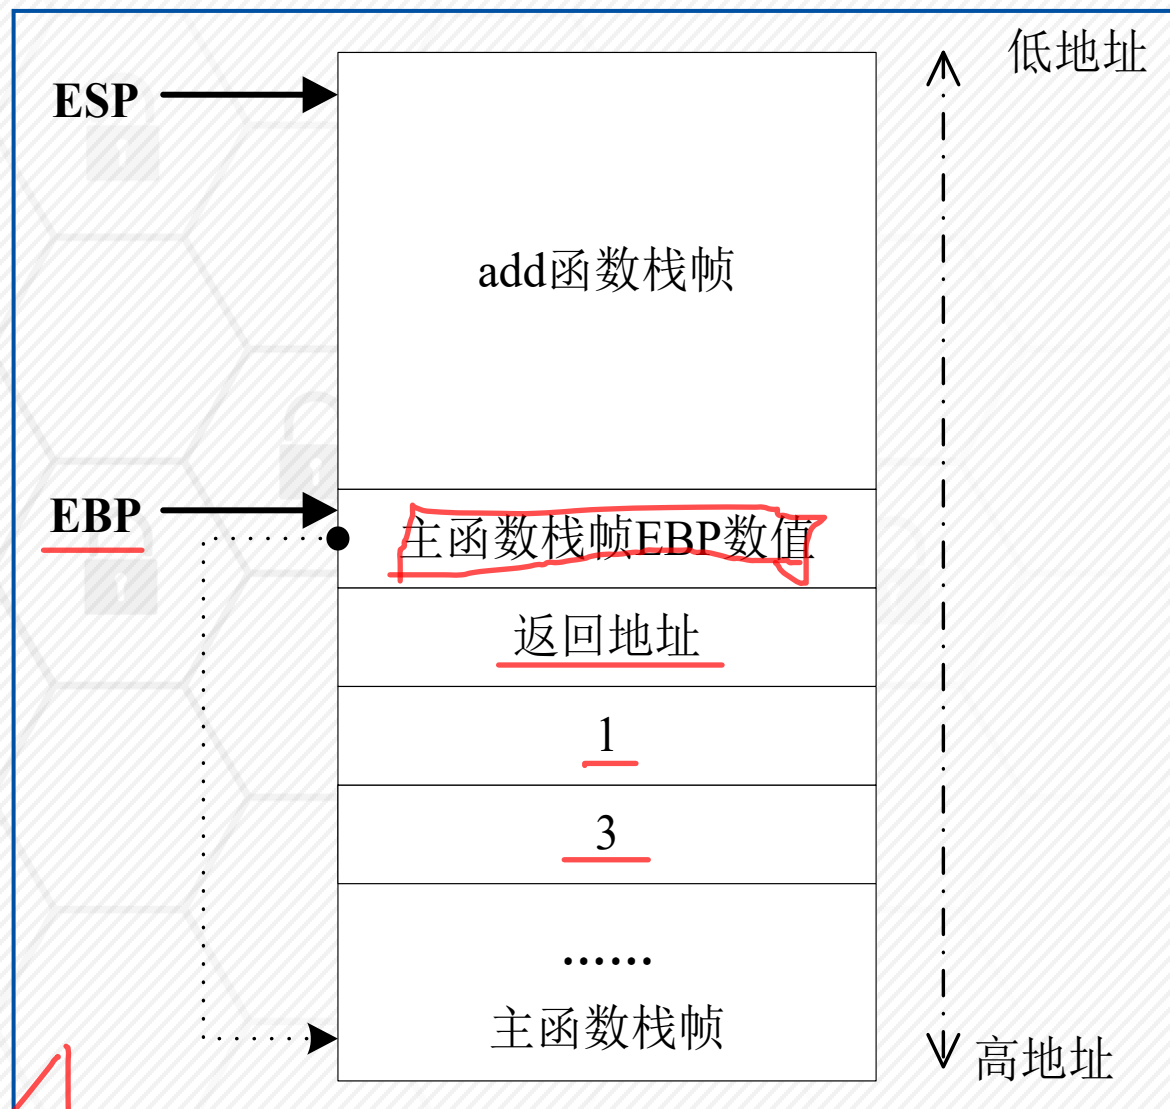 低地址
ESP
add函数栈帧
EBP
主函数栈帧EBP数值
返回地址
1
3
......
主函数栈帧
高地址